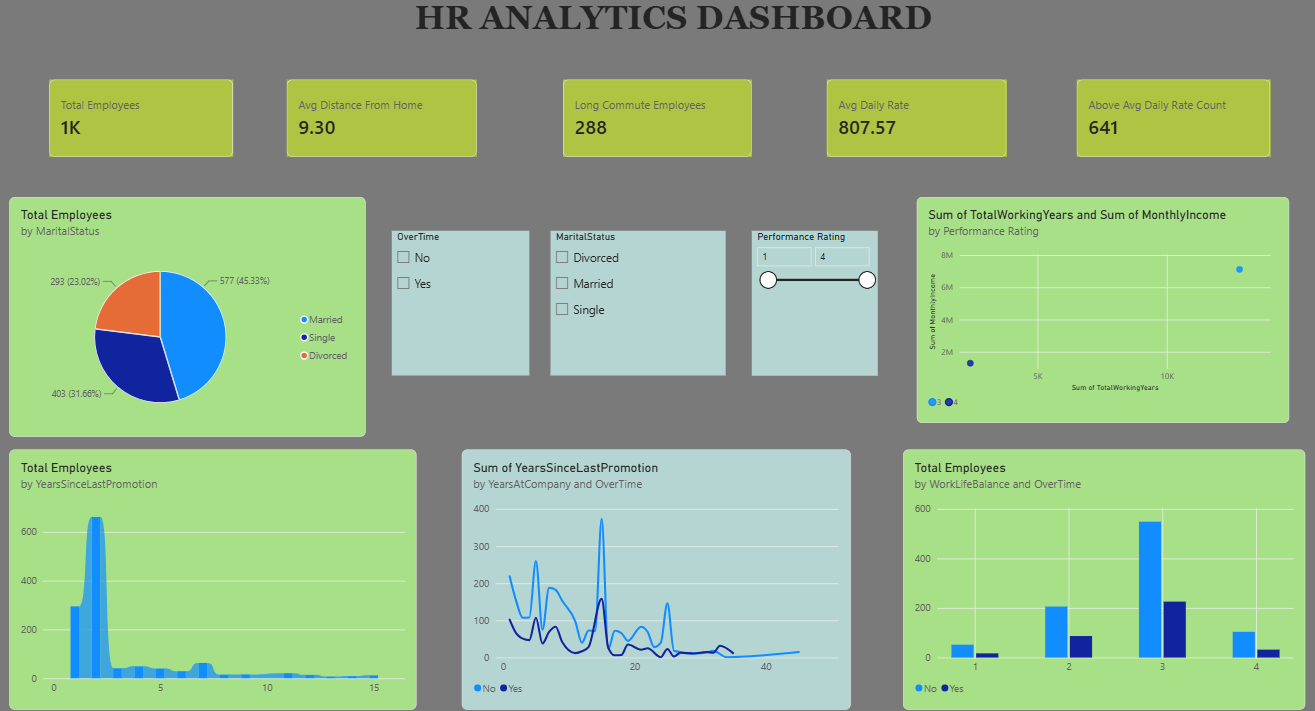 HR ANALYTICS DASHBOARD
Total Employees
1K
Avg Distance From Home
9.30
Long Commute Employees
288
Avg Daily Rate
807.57
Above Avg Daily Rate Count
641
Total Employees
by MaritalStatus
293 (23.02%)
577 (45.33%)
403 (31.66%)
Married
Single
Divorced
OverTime
No
Yes
MaritalStatus
Divorced
Married
Single
Performance Rating
1 4
Sum of TotalWorkingYears and Sum of MonthlyIncome
by Performance Rating
Sum of MonthlyIncome
8M
6M
4M
2M
5K 10K
Sum of TotalWorkingYears
3 4
Total Employees
by YearsSinceLastPromotion
600
400
200
0
0 5 10 15
Sum of YearsSinceLastPromotion
by YearsAtCompany and OverTime
400
300
200
100
0
0 20 40
No Yes
Total Employees
by WorkLifeBalance and OverTime
600
400
200
0
1 2 3 4
No Yes